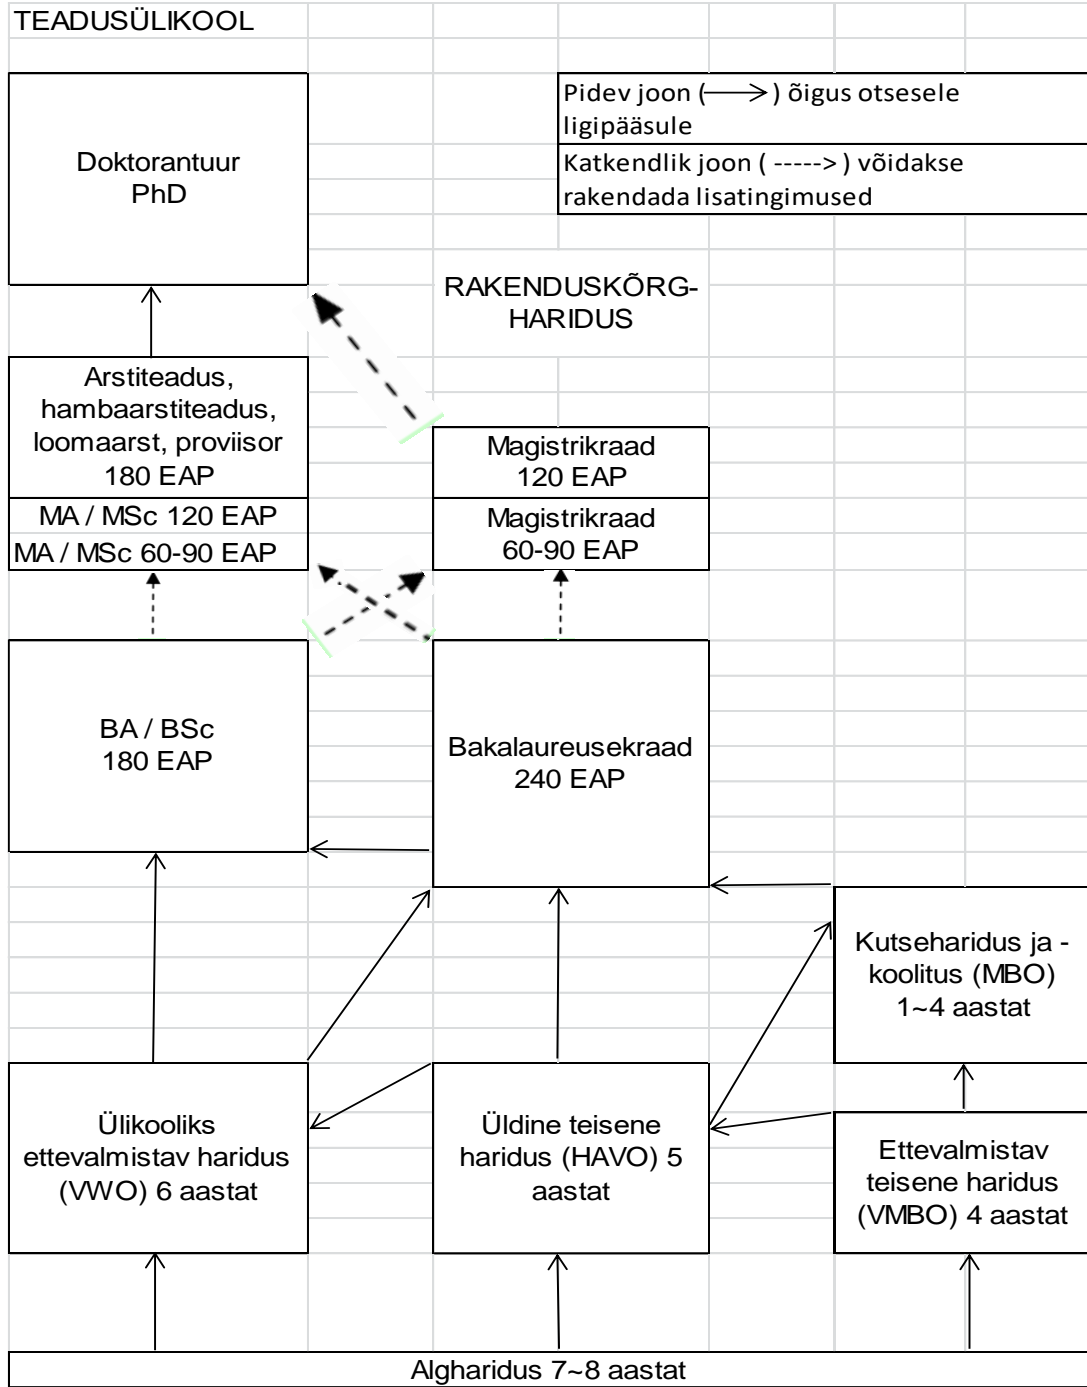 TEADUSÜLIKOOL
Pidev joon (——>) õigus otsesele
ligipääsule
Katkendlik joon ( -----> ) võidakse
rakendada lisatingimused
Doktorantuur
PhD
RAKENDUSKÕRG-
HARIDUS
Arstiteadus,
hambaarstiteadus,
loomaarst, proviisor
180 EAP
MA / MSc 120 EAP
MA / MSc 60-90 EAP
Magistrikraad
120 EAP
Magistrikraad
60-90 EAP
BA / BSc
180 EAP
Bakalaureusekraad
240 EAP
Kutseharidus ja -
koolitus (MBO)
1~4 aastat
Ülikooliks
ettevalmistav haridus
(VWO) 6 aastat
Üldine teisene
haridus (HAVO) 5
aastat
Ettevalmistav
teisene haridus
(VMBO) 4 aastat
Algharidus 7~8 aastat